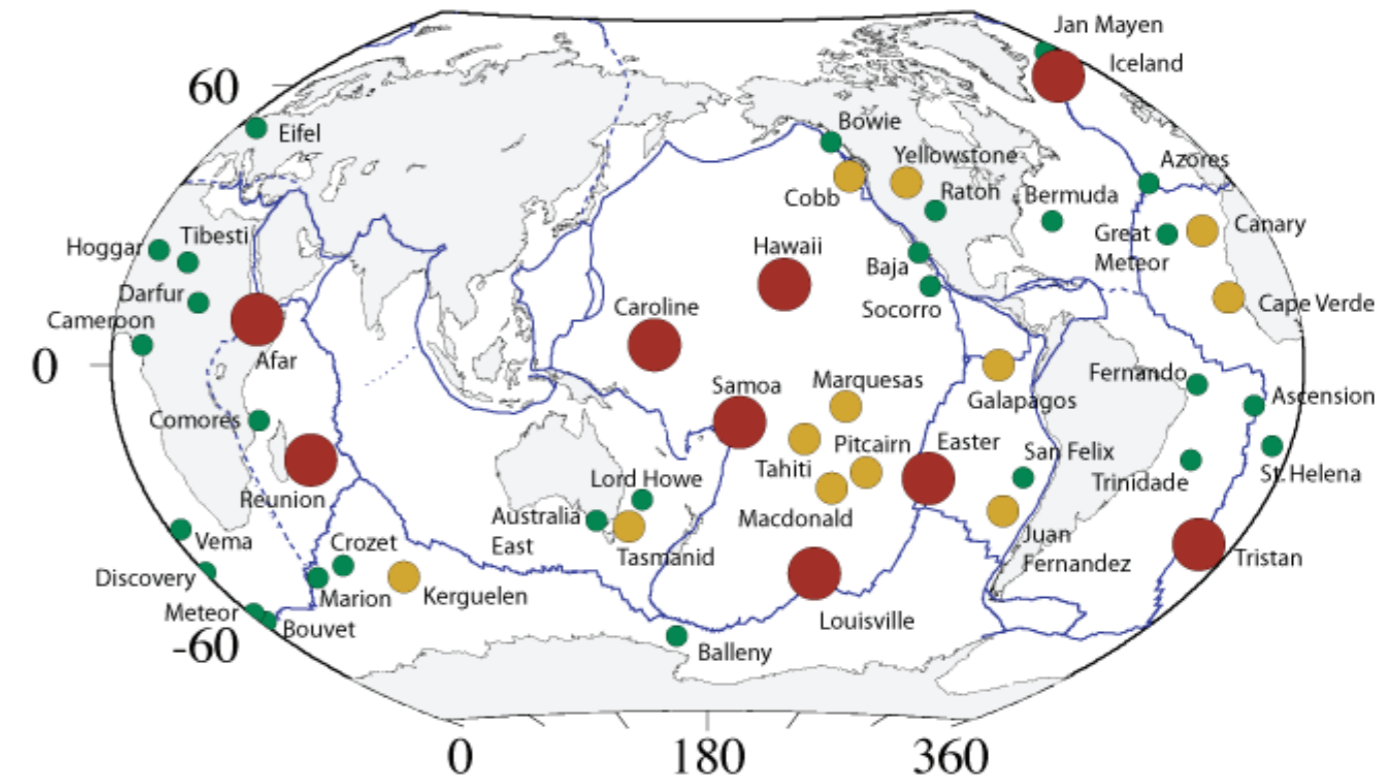 Jan Mayen
Iceland
60
Eifel
Bowie
Yellowstone
Azores
Cobb
Raton
Bermuda
Hoggar
Tibesti
Great
Meteor
Canary
Hawaii
Baja
Darfur
Caroline
Socorro
Cape Verde
Cameroon
0
Afar
Samoa
Marquesas
Fernando
Galapagos
Ascension
Comores
Tahiti
Pitcairn
Easter
San Felix
Reunion
Lord Howe
Trinidade
St. Helena
Australia
East
Macdonald
Vema
Crozet
Tasmanid
Juan
Fernandez
Tristan
Discovery
Marion
Kerguelen
Meteor
Bouvet
Louisville
-60
Balleny
0
180
360